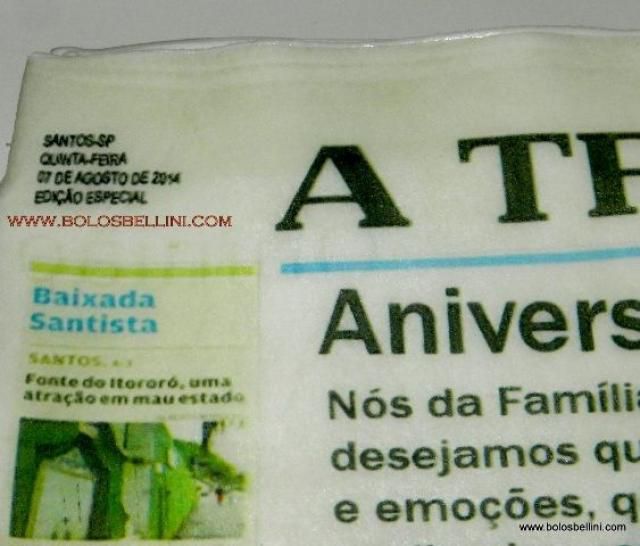 SANTOS-SP
QUINTA-FEIRA
07 DE AGOSTO DE 2014
EDIÇÃO ESPECIAL
WWW.BOLOSBELLINI.COM
A TR
Baixada
Santista
SANTOS.
Fonte do Itororó, uma
atração em mau estado
Anivers
Nós da Família
desejamos qu
e emoções, q
www.bolosbellini.com